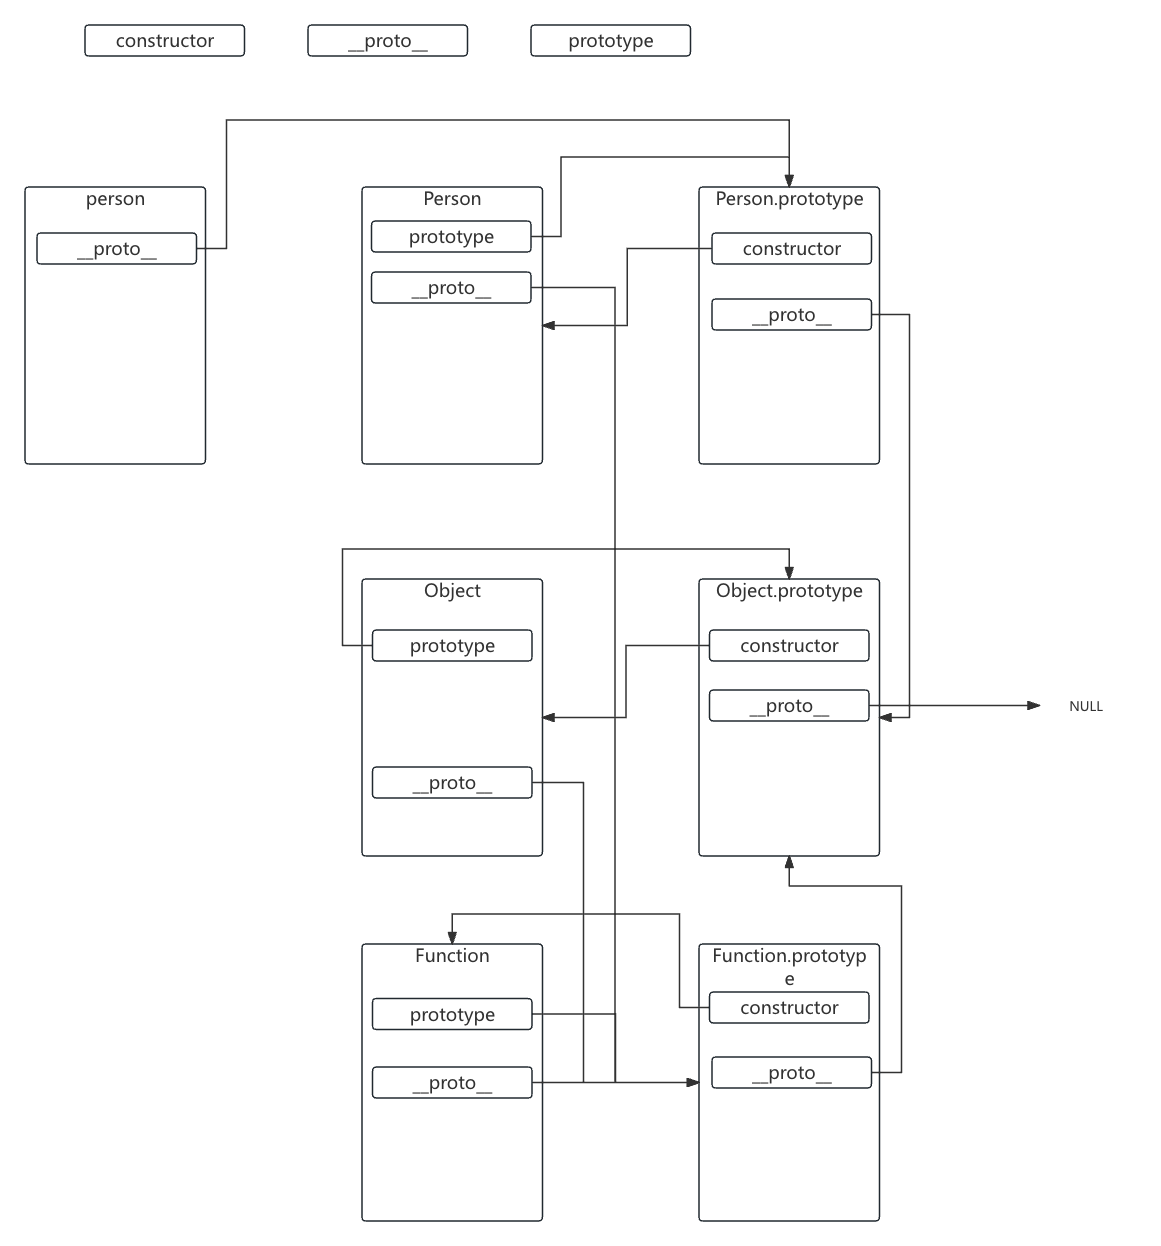 constructor
__proto__
prototype
person
__proto__
Person
prototype
__proto__
Person.prototype
constructor
__proto__
Object
prototype
__proto__
Object.prototype
constructor
__proto__
NULL
Function
prototype
__proto__
Function.prototyp
e
constructor
__proto__